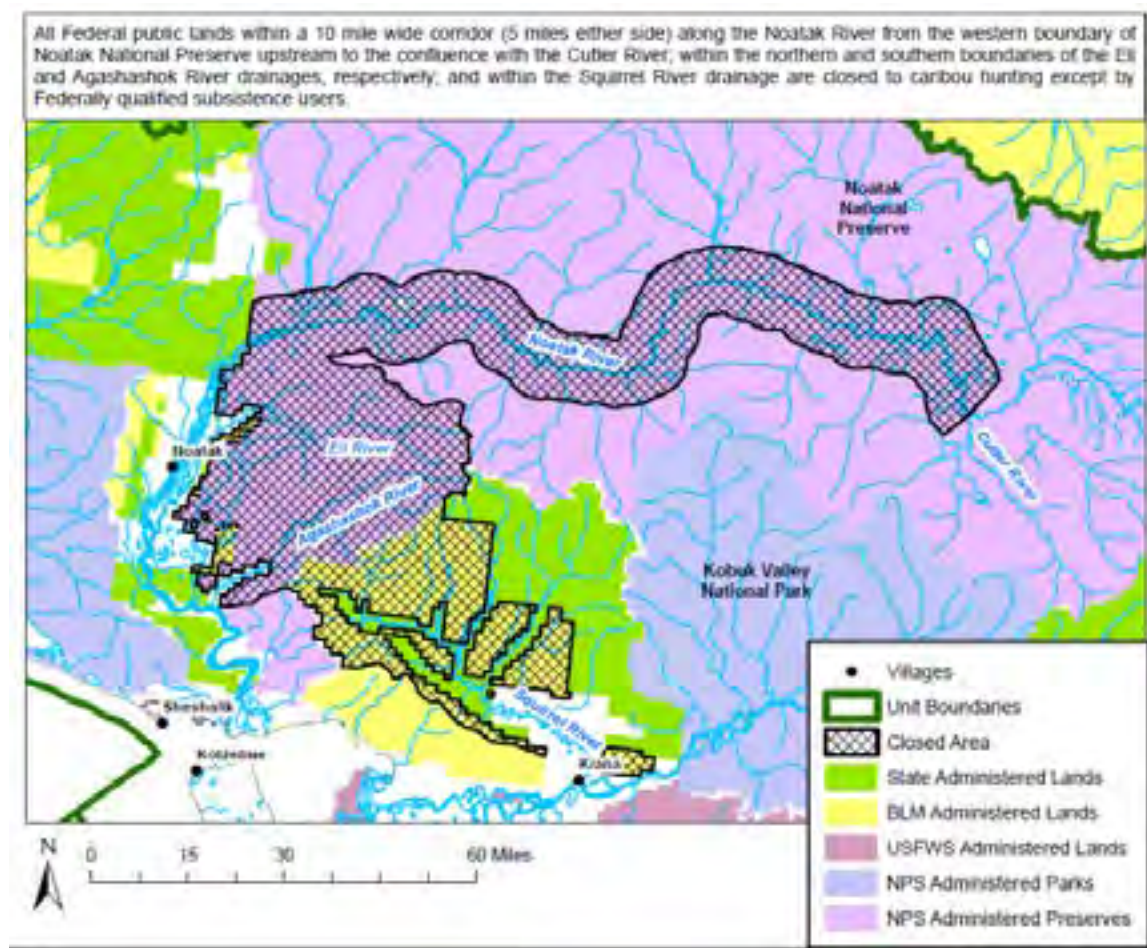 All Federal public lands within a 10 mile wide corridor (5 miles either side) along the Noatak River from the western boundary of
Noatak National Preserve upstream to the confluence with the Cutler River; within the northern and southern boundaries of the Eli
and Agashashok River drainages, respectively; and within the Squirrel River drainage are closed to caribou hunting except by
Federally qualified subsistence users.
Noatak
National
Preserve
Noatak River
Noatak
Eli River
Agashashok River
Cutler River
Kobuk Valley
National Park
Squirrel River
Sheshalik
Kotzebue
Kiana
Villages
Unit Boundaries
Closed Area
State Administered Lands
BLM Administered Lands
USFWS Administered Lands
NPS Administered Parks
NPS Administered Preserves
N
0 15 30 60 Miles